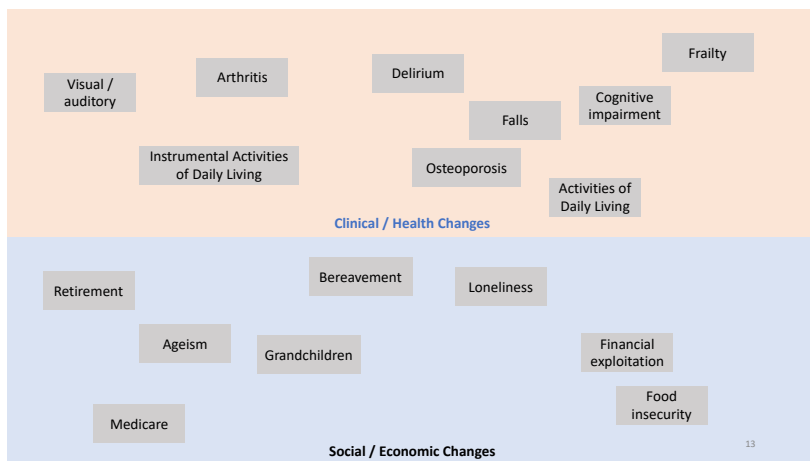 Frailty
Arthritis
Delirium
Visual /
auditory
Cognitive
impairment
Falls
Instrumental Activities
of Daily Living
Osteoporosis
Activities of
Daily Living
Clinical / Health Changes
Bereavement
Loneliness
Retirement
Ageism
Grandchildren
Financial
exploitation
Food
insecurity
Medicare
13
Social / Economic Changes